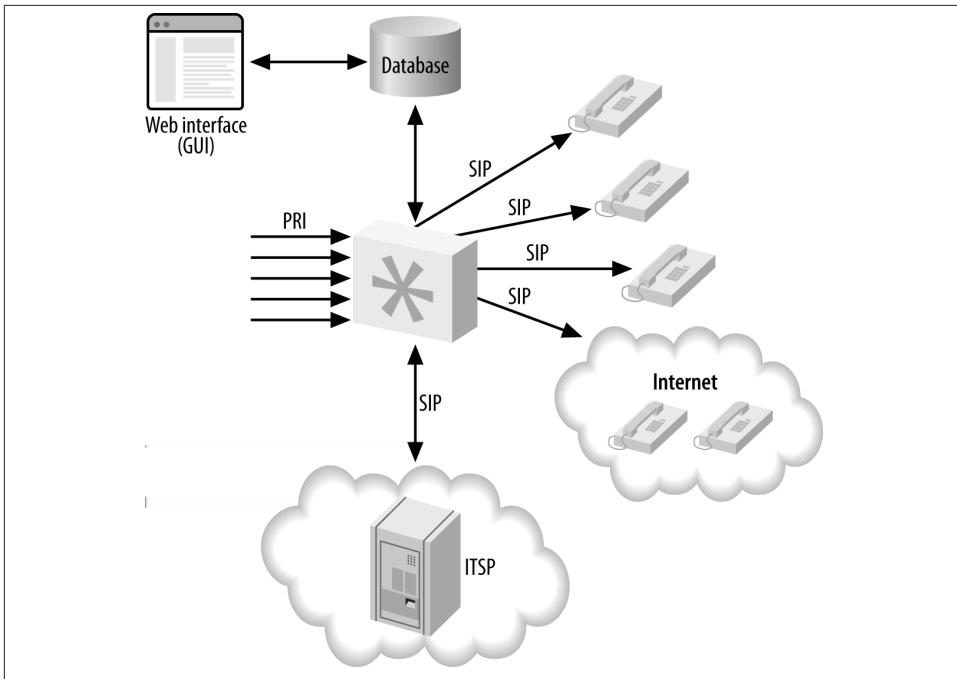 Database
Web interface
(GUI)
SIP
SIP
PRI
SIP
SIP
Internet
SIP
ITSP